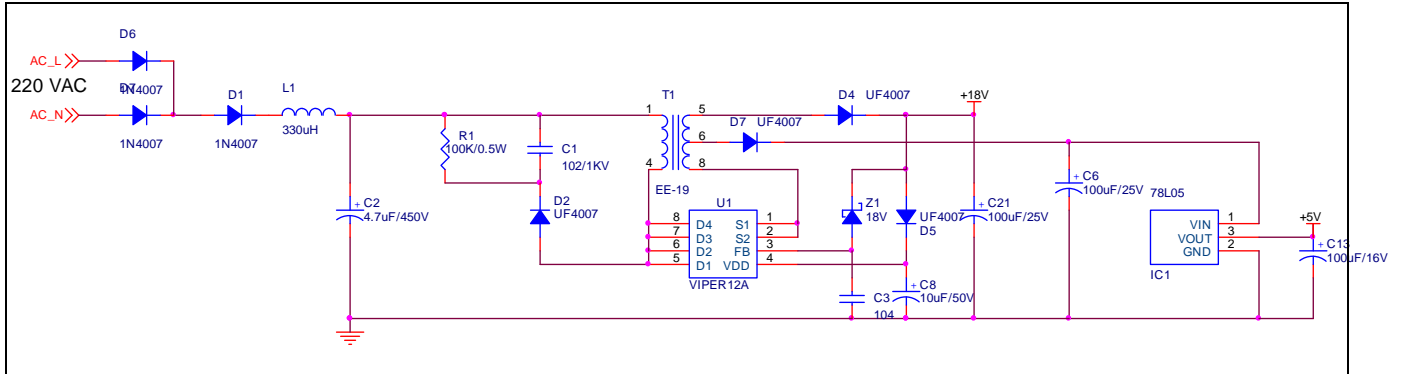 D6
AC_L
220 VAC
1N4007
D7
AC_N
1N4007
D1
1N4007
L1
330uH
C2
4.7uF/450V
R1
100K/0.5W
C1
102/1KV
D2
UF4007
T1
1
4
5
6
8
EE-19
D4 UF4007
D7 UF4007
+18V
U1
8 D4 S1 1
7 D3 S2 2
6 D2 FB 3
5 D1 VDD 4
VIPER12A
Z1
18V
UF4007
D5
C3
104
C8
10uF/50V
C21
100uF/25V
C6
100uF/25V
78L05
VIN 1
VOUT 3
GND 2
IC1
+5V
C13
100uF/16V